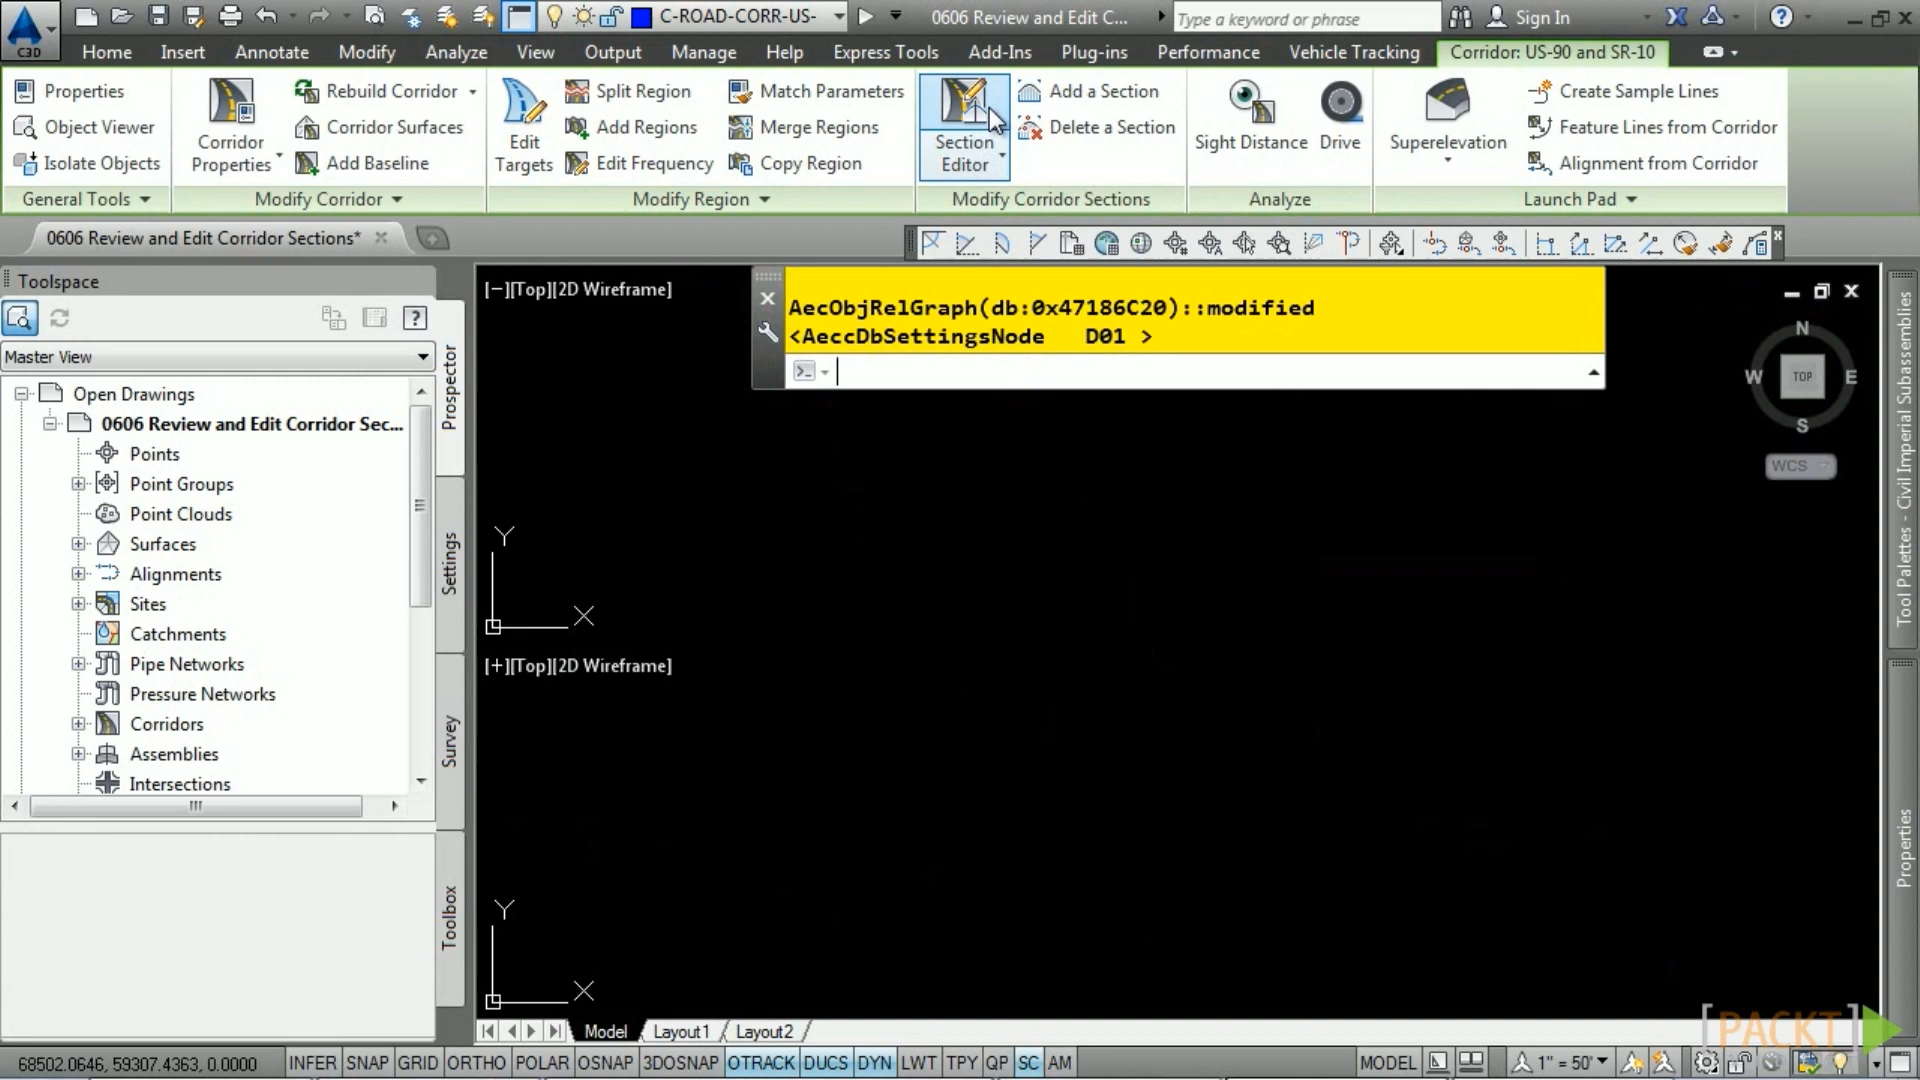 C3D
C-ROAD-CORR-US-
0606 Review and Edit C...
Type a keyword or phrase
Sign In
Home Insert Annotate Modify Analyze View Output Manage Help Express Tools Add-Ins Plug-ins Performance Vehicle Tracking Corridor: US-90 and SR-10
Properties
Object Viewer
Isolate Objects
General Tools
Corridor
Properties
Rebuild Corridor
Corridor Surfaces
Add Baseline
Modify Corridor
Edit
Targets
Split Region
Add Regions
Edit Frequency
Match Parameters
Merge Regions
Copy Region
Modify Region
Section
Editor
Add a Section
Delete a Section
Modify Corridor Sections
Sight Distance
Drive
Analyze
Superelevation
Create Sample Lines
Feature Lines from Corridor
Alignment from Corridor
Launch Pad
0606 Review and Edit Corridor Sections*
Toolspace
Master View
Open Drawings
0606 Review and Edit Corridor Sec...
Points
Point Groups
Point Clouds
Surfaces
Alignments
Sites
Catchments
Pipe Networks
Pressure Networks
Corridors
Assemblies
Intersections
Prospector
Settings
Survey
Toolbox
[−][Top][2D Wireframe]
AecObjRelGraph(db:0x47186C20)::modified
<AeccDbSettingsNode D01 >
N
W TOP E
S
WCS
Y
X
[+][Top][2D Wireframe]
Y
X
Tool Palettes - Civil Imperial Subassemblies
Properties
[PACKT]
Model Layout1 Layout2
68502.0646, 59307.4363, 0.0000
INFER SNAP GRID ORTHO POLAR OSNAP 3DOSNAP OTRACK DUCS DYN LWT TPY QP SC AM
MODEL
1" = 50'